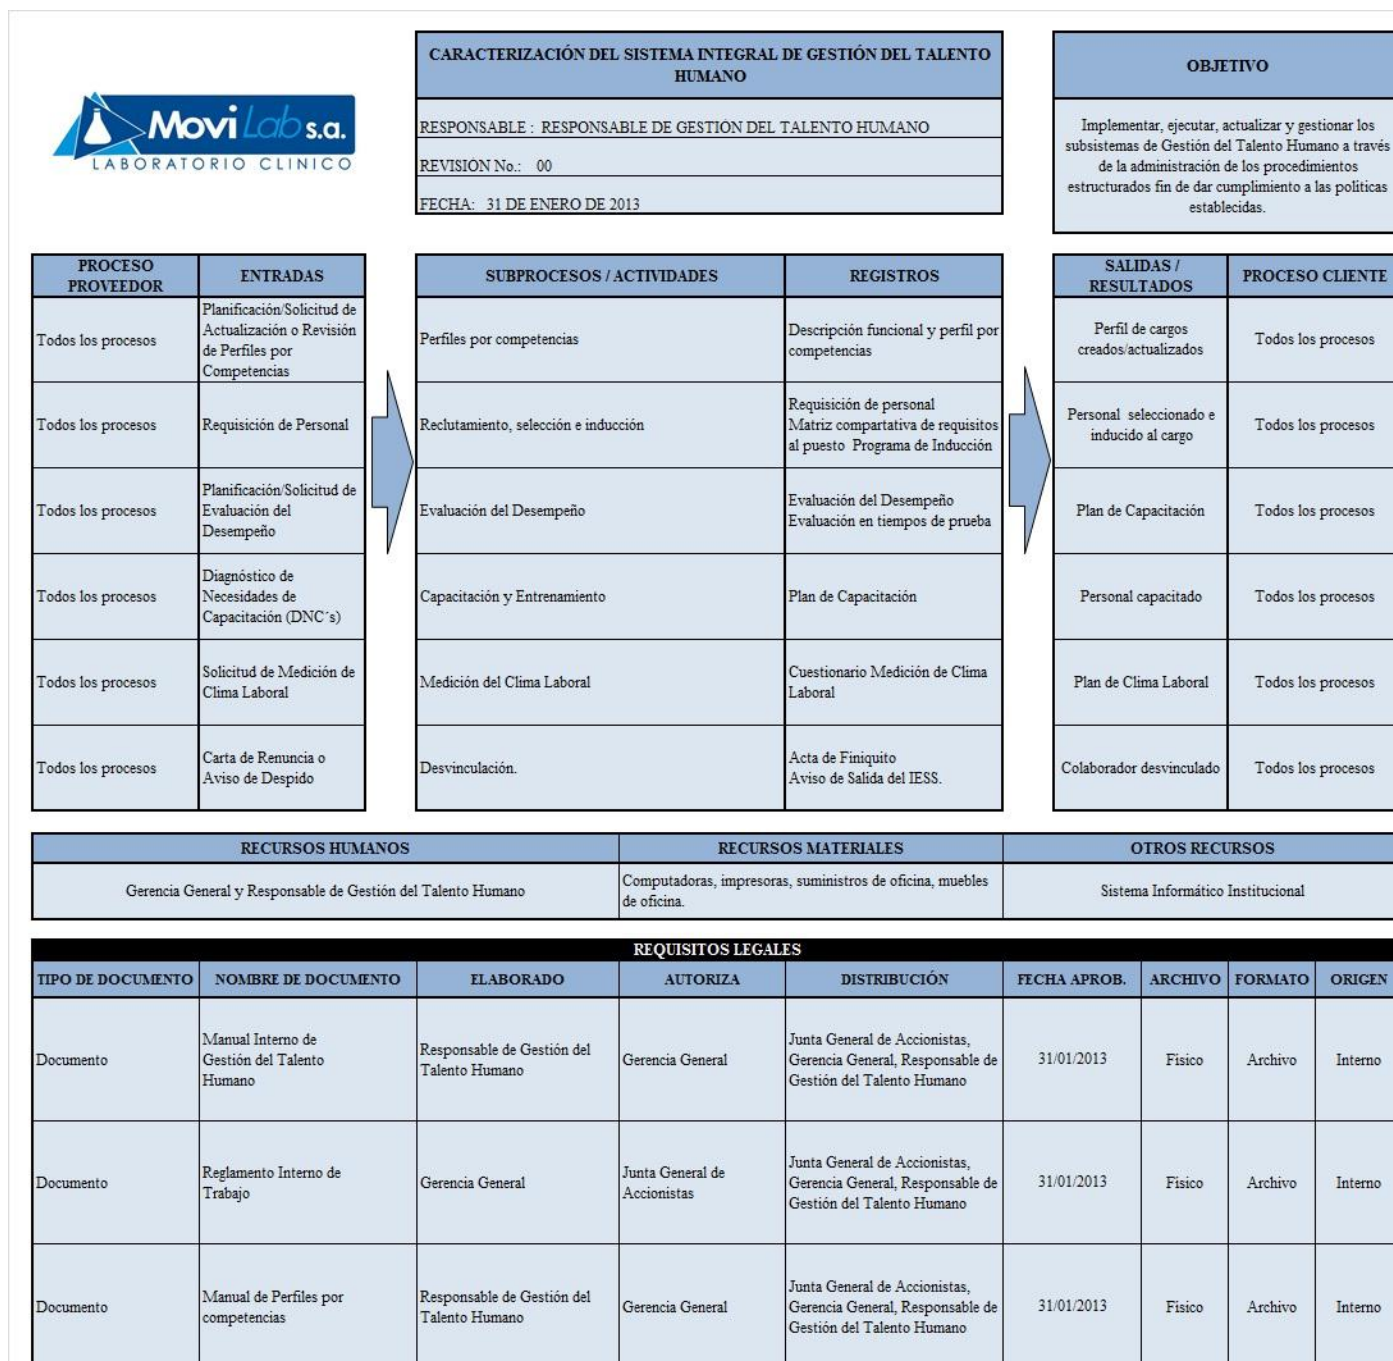 MoviLab s.a.
LABORATORIO CLINICO
CARACTERIZACIÓN DEL SISTEMA INTEGRAL DE GESTIÓN DEL TALENTO
HUMANO
RESPONSABLE : RESPONSABLE DE GESTIÓN DEL TALENTO HUMANO
REVISIÓN No.: 00
FECHA: 31 DE ENERO DE 2013
OBJETIVO
Implementar, ejecutar, actualizar y gestionar los
subsistemas de Gestión del Talento Humano a través
de la administración de los procedimientos
estructurados fin de dar cumplimiento a las políticas
establecidas.
PROCESO
PROVEEDOR
ENTRADAS
SUBPROCESOS / ACTIVIDADES
REGISTROS
SALIDAS /
RESULTADOS
PROCESO CLIENTE
Todos los procesos
Planificación/Solicitud de
Actualización o Revisión
de Perfiles por
Competencias
Perfiles por competencias
Descripción funcional y perfil por
competencias
Perfil de cargos
creados/actualizados
Todos los procesos
Todos los procesos
Requisición de Personal
Reclutamiento, selección e inducción
Requisición de personal
Matriz compartativa de requisitos
al puesto Programa de Inducción
Personal seleccionado e
inducido al cargo
Todos los procesos
Todos los procesos
Planificación/Solicitud de
Evaluación del
Desempeño
Evaluación del Desempeño
Evaluación del Desempeño
Evaluación en tiempos de prueba
Plan de Capacitación
Todos los procesos
Todos los procesos
Diagnóstico de
Necesidades de
Capacitación (DNC´s)
Capacitación y Entrenamiento
Plan de Capacitación
Personal capacitado
Todos los procesos
Todos los procesos
Solicitud de Medición de
Clima Laboral
Medición del Clima Laboral
Cuestionario Medición de Clima
Laboral
Plan de Clima Laboral
Todos los procesos
Todos los procesos
Carta de Renuncia o
Aviso de Despido
Desvinculación.
Acta de Finiquito
Aviso de Salida del IESS.
Colaborador desvinculado
Todos los procesos
RECURSOS HUMANOS
RECURSOS MATERIALES
OTROS RECURSOS
Gerencia General y Responsable de Gestión del Talento Humano
Computadoras, impresoras, suministros de oficina, muebles
de oficina.
Sistema Informático Institucional
REQUISITOS LEGALES
TIPO DE DOCUMENTO
NOMBRE DE DOCUMENTO
ELABORADO
AUTORIZA
DISTRIBUCIÓN
FECHA APROB.
ARCHIVO
FORMATO
ORIGEN
Documento
Manual Interno de
Gestión del Talento
Humano
Responsable de Gestión del
Talento Humano
Gerencia General
Junta General de Accionistas,
Gerencia General, Responsable de
Gestión del Talento Humano
31/01/2013
Físico
Archivo
Interno
Documento
Reglamento Interno de
Trabajo
Gerencia General
Junta General de
Accionistas
Junta General de Accionistas,
Gerencia General, Responsable de
Gestión del Talento Humano
31/01/2013
Físico
Archivo
Interno
Documento
Manual de Perfiles por
competencias
Responsable de Gestión del
Talento Humano
Gerencia General
Junta General de Accionistas,
Gerencia General, Responsable de
Gestión del Talento Humano
31/01/2013
Físico
Archivo
Interno